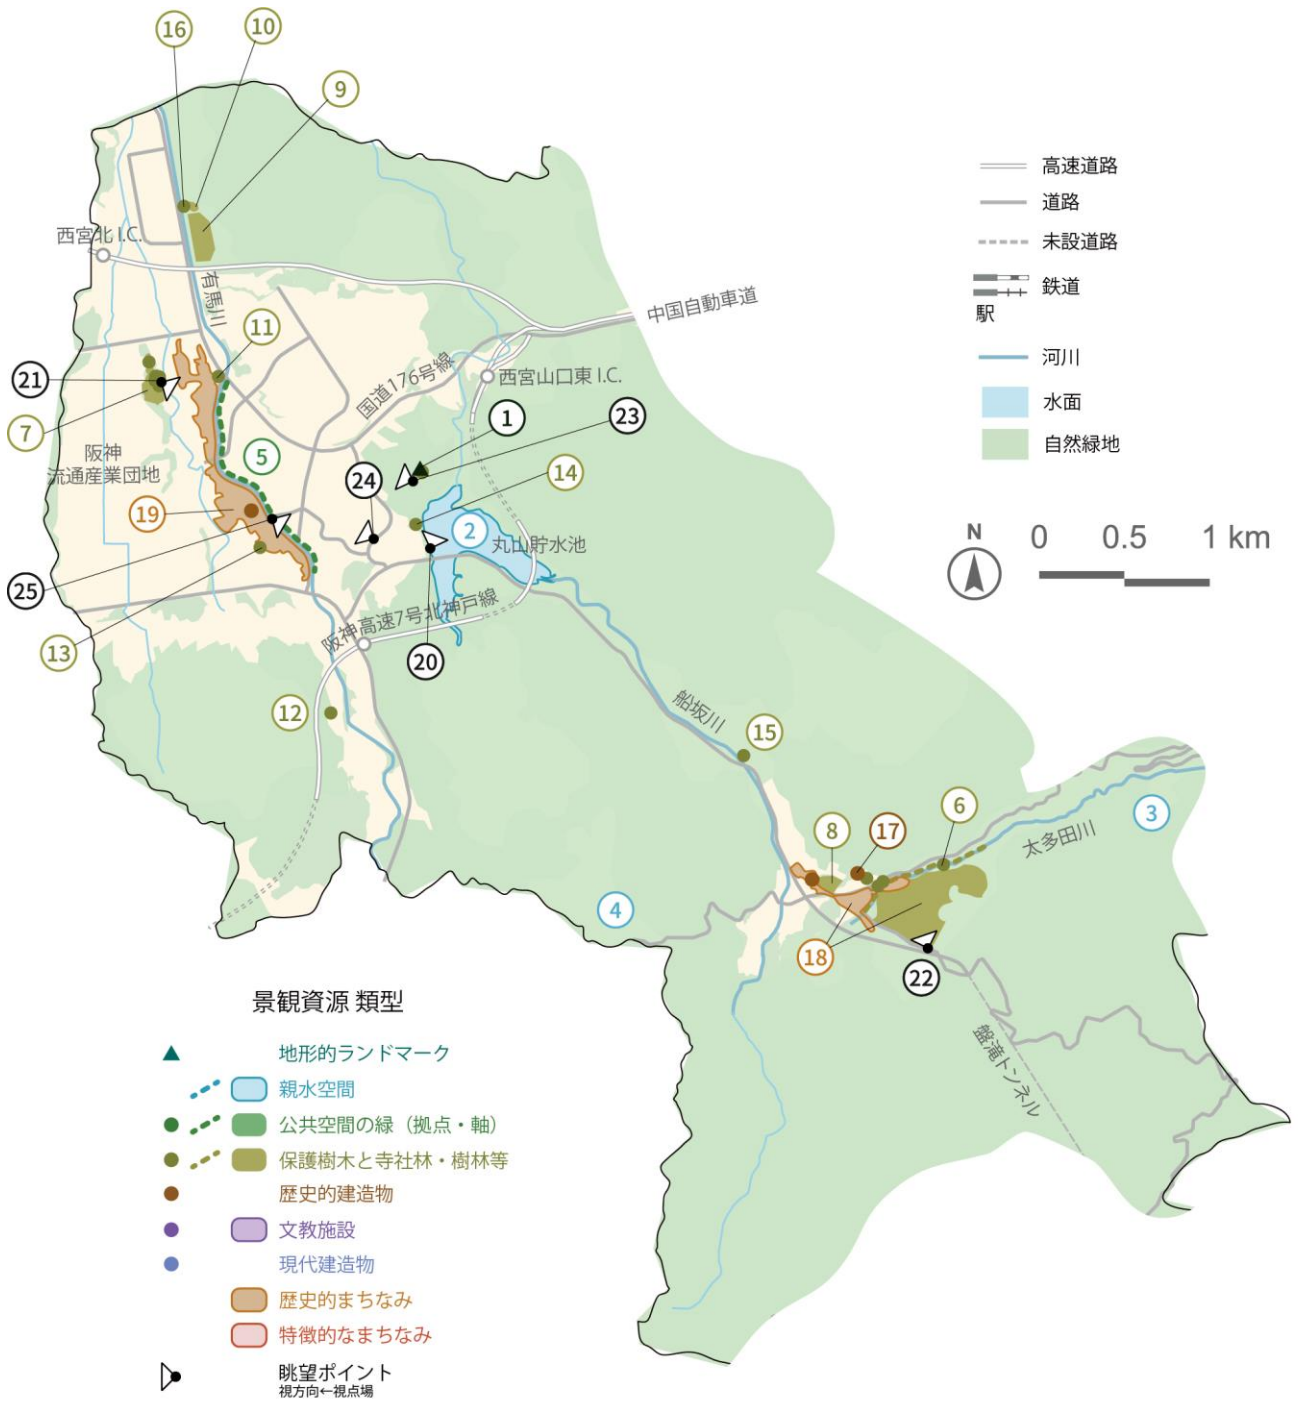 16
10
9
西宮北 I.C.
有馬川
中国自動車道
11
国道176号線
西宮山口東 I.C.
21
7
1
23
阪神
流通産業団地
5
24
14
19
2
丸山貯水池
25
阪神高速7号北神戸線
13
20
12
船坂川
15
6
3
8
17
太多田川
4
18
22
盤滝トンネル
高速道路
道路
未設道路
鉄道
駅
河川
水面
自然緑地
N
0 0.5 1 km
景観資源 類型
地形的ランドマーク
親水空間
公共空間の緑（拠点・軸）
保護樹木と寺社林・樹林等
歴史的建造物
文教施設
現代建造物
歴史的まちなみ
特徴的なまちなみ
眺望ポイント
視方向←視点場